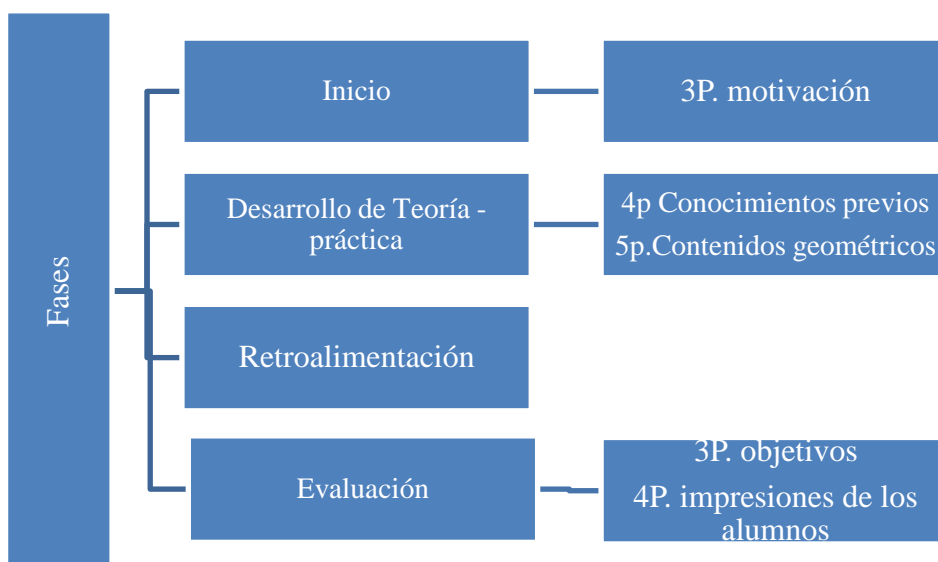 Fases
Inicio
3P. motivación
Desarrollo de Teoría -
práctica
4p Conocimientos previos
5p.Contenidos geométricos
Retroalimentación
Evaluación
3P. objetivos
4P. impresiones de los
alumnos